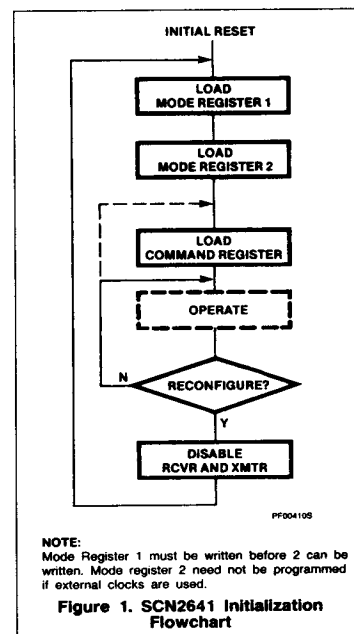 INITIAL RESET
LOAD
MODE REGISTER 1
LOAD
MODE REGISTER 2
LOAD
COMMAND REGISTER
OPERATE
N
RECONFIGURE?
Y
DISABLE
RCVR AND XMTR
PF00410S
NOTE:
Mode Register 1 must be written before 2 can be
written. Mode register 2 need not be programmed
if external clocks are used.
Figure 1. SCN2641 Initialization
Flowchart